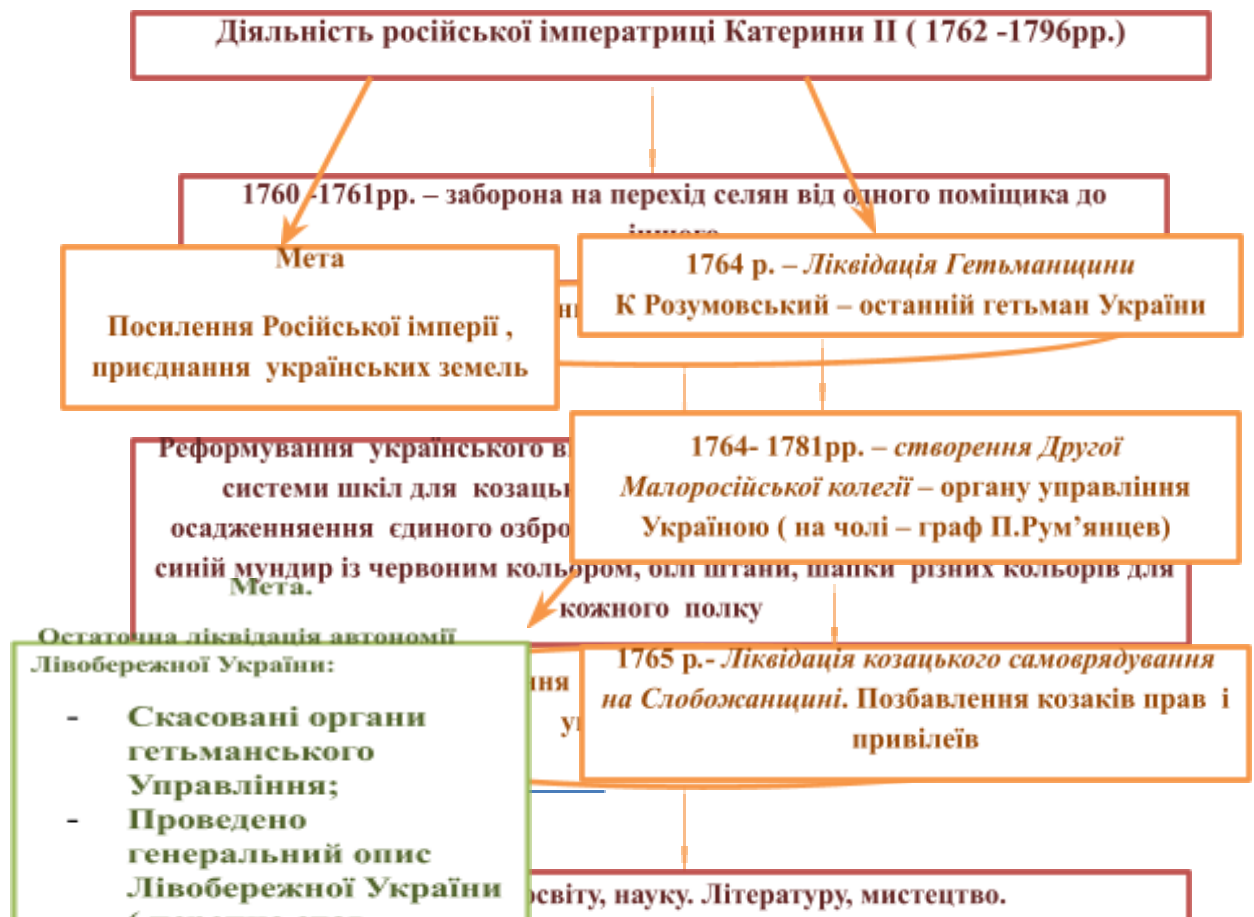 Діяльність російської імператриці Катерини ІІ ( 1762 -1796рр.)
1760 -1761рр. – заборона на перехід селян від одного поміщика до
Мета
Посилення Російської імперії ,
приєднання українських земель
1764 р. – Ліквідація Гетьманщини
К Розумовський – останній гетьман України
Реформування українського
системи шкіл для
осадженняення єдиного
синій мундир із червоним кольором, білі штани, шапки різних кольорів для
кожного полку
1764- 1781рр. – створення Другої
Малоросійської колегії – органу управління
Україною ( на чолі – граф П.Рум’янцев)
Мета.
Остаточна ліквідація автономії
Лівобережної України:
- Скасовані органи
гетьманського
Управління;
- Проведено
генеральний опис
Лівобережної України
1765 р.- Ліквідація козацького самоврядування
на Слобожанщині. Позбавлення козаків прав і
привілеїв
освіту, науку. Літературу, мистецтво.